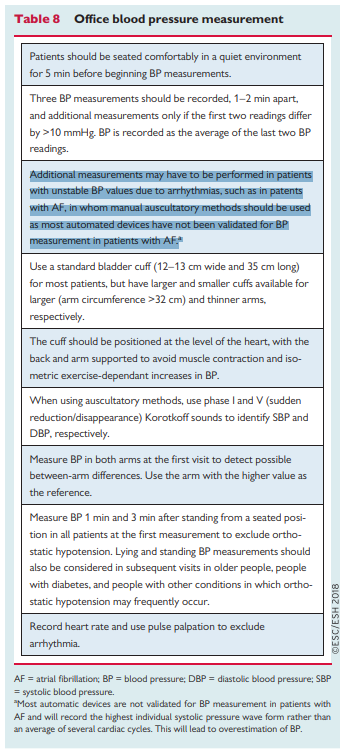 Table 8 Office blood pressure measurement
Patients should be seated comfortably in a quiet environment
for 5 min before beginning BP measurements.
Three BP measurements should be recorded, 1–2 min apart,
and additional measurements only if the first two readings differ
by >10 mmHg. BP is recorded as the average of the last two BP
readings.
Additional measurements may have to be performed in patients
with unstable BP values due to arrhythmias, such as in patients
with AF, in whom manual auscultatory methods should be used
as most automated devices have not been validated for BP
measurement in patients with AF.ª
Use a standard bladder cuff (12–13 cm wide and 35 cm long)
for most patients, but have larger and smaller cuffs available for
larger (arm circumference >32 cm) and thinner arms,
respectively.
The cuff should be positioned at the level of the heart, with the
back and arm supported to avoid muscle contraction and iso-
metric exercise-dependant increases in BP.
When using auscultatory methods, use phase I and V (sudden
reduction/disappearance) Korotkoff sounds to identify SBP and
DBP, respectively.
Measure BP in both arms at the first visit to detect possible
between-arm differences. Use the arm with the higher value as
the reference.
Measure BP 1 min and 3 min after standing from a seated posi-
tion in all patients at the first measurement to exclude ortho-
static hypotension. Lying and standing BP measurements should
also be considered in subsequent visits in older people, people
with diabetes, and people with other conditions in which ortho-
static hypotension may frequently occur.
Record heart rate and use pulse palpation to exclude
arrhythmia.
©ESC/ESH 2018
AF = atrial fibrillation; BP = blood pressure; DBP = diastolic blood pressure; SBP
= systolic blood pressure.
ªMost automatic devices are not validated for BP measurement in patients with
AF and will record the highest individual systolic pressure wave form rather than
an average of several cardiac cycles. This will lead to overestimation of BP.